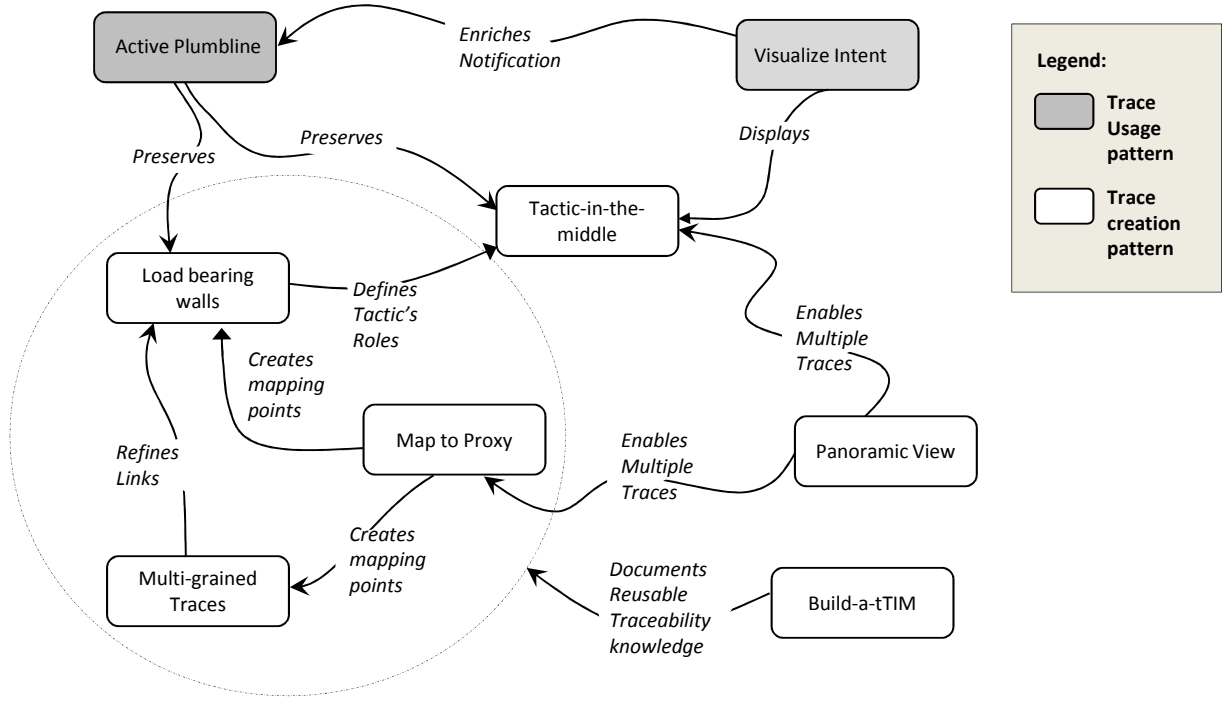 Active Plumbline
Enriches
Notification
Visualize Intent
Legend:
Trace
Usage
pattern
Trace
creation
pattern
Preserves
Preserves
Displays
Tactic-in-the-
middle
Load bearing
walls
Defines
Tactic’s
Roles
Enables
Multiple
Traces
Creates
mapping
points
Map to Proxy
Enables
Multiple
Traces
Panoramic View
Refines
Links
Creates
mapping
points
Multi-grained
Traces
Documents
Reusable
Traceability
knowledge
Build-a-tTIM